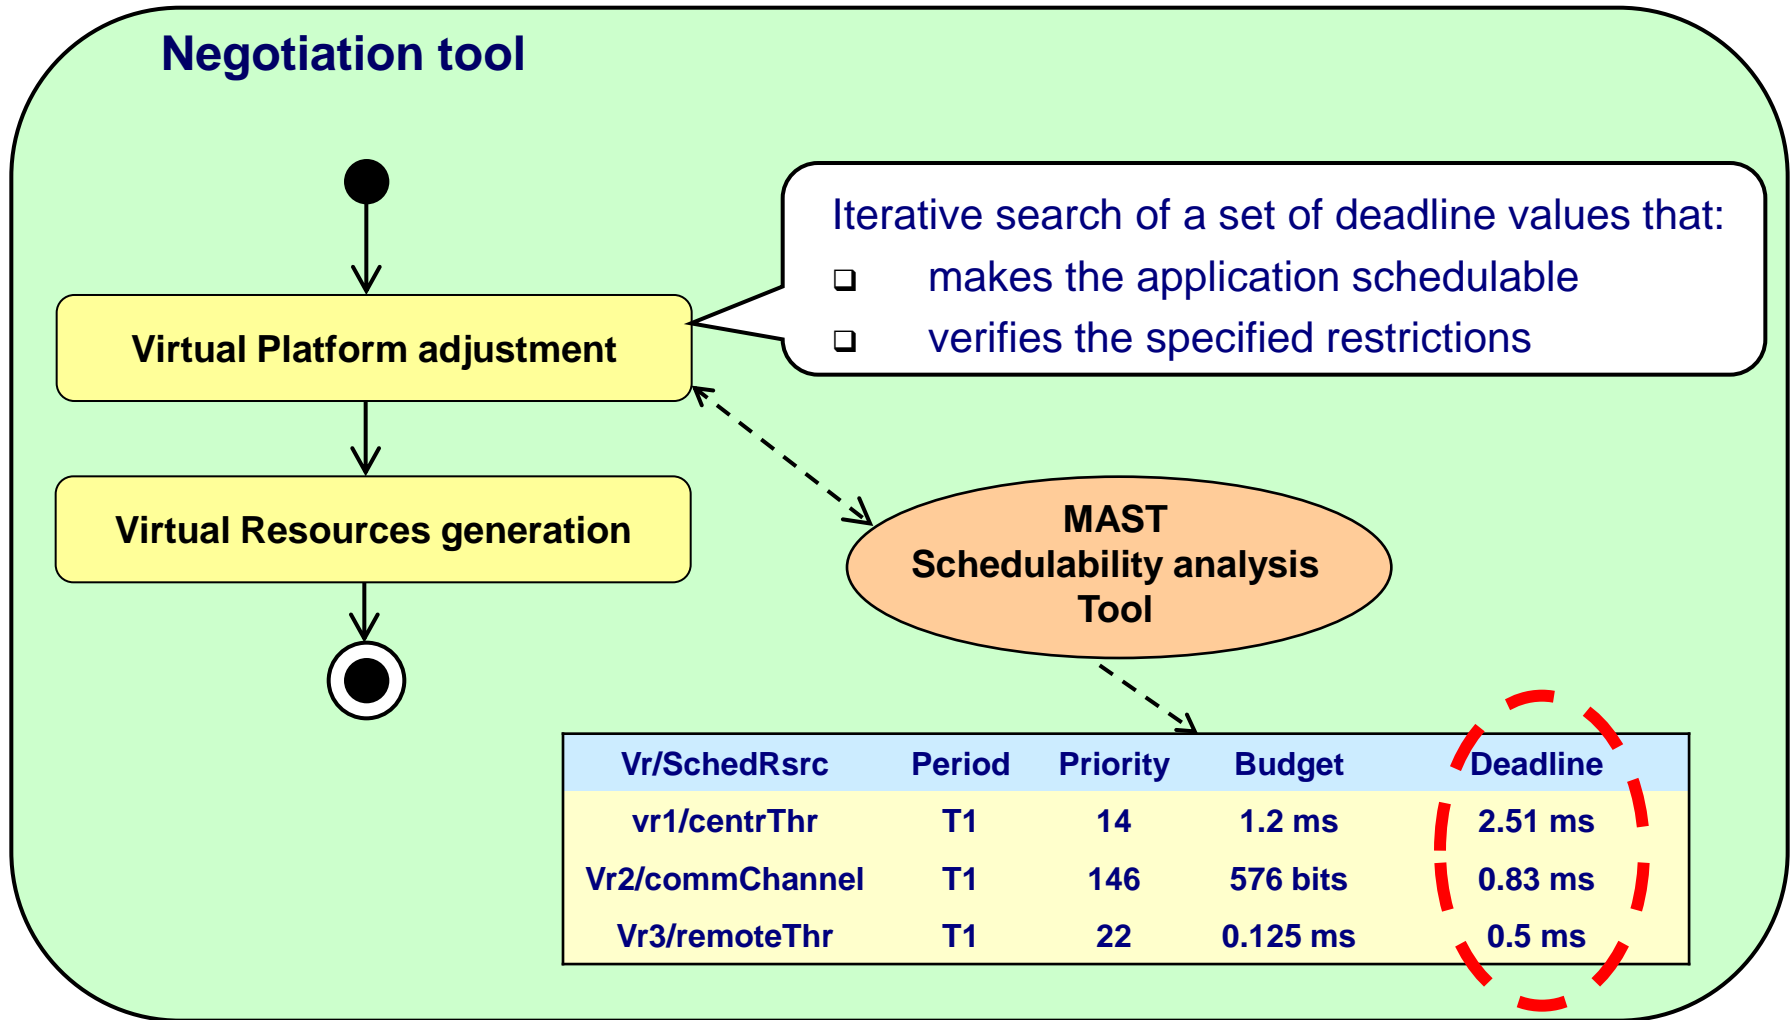 Negotiation tool
Iterative search of a set of deadline values that:
makes the application schedulable
verifies the specified restrictions
Virtual Platform adjustment
Virtual Resources generation
MAST
Schedulability analysis
Tool
Vr/SchedRsrc Period Priority Budget Deadline
vr1/centrThr T1 14 1.2 ms 2.51 ms
Vr2/commChannel T1 146 576 bits 0.83 ms
Vr3/remoteThr T1 22 0.125 ms 0.5 ms